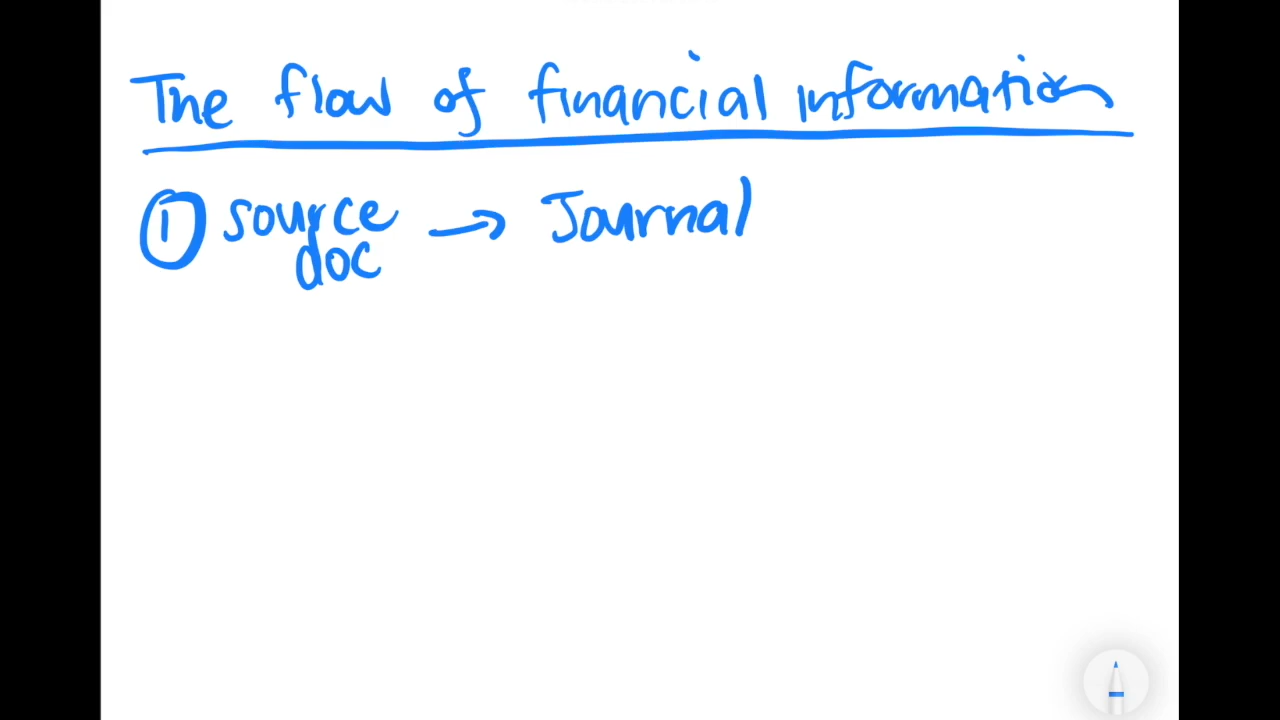 The flow of financial information
① source doc → Journal